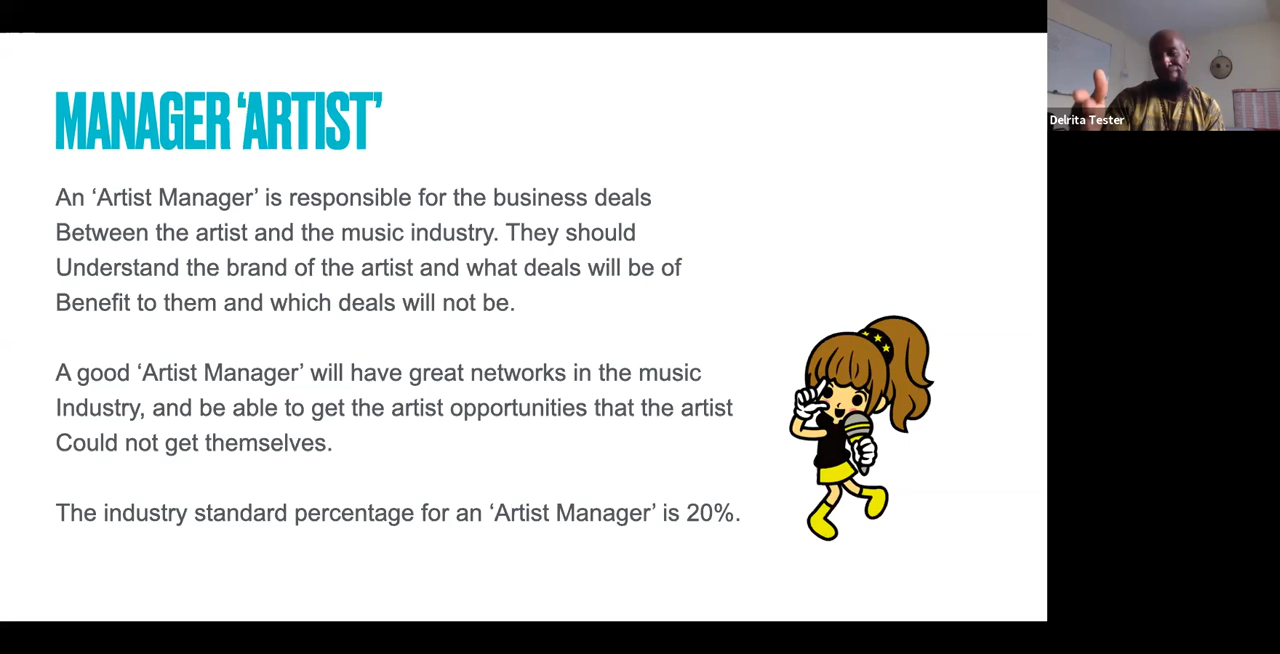 MANAGER ‘ARTIST’
An ‘Artist Manager’ is responsible for the business deals
Between the artist and the music industry. They should
Understand the brand of the artist and what deals will be of
Benefit to them and which deals will not be.
A good ‘Artist Manager’ will have great networks in the music
Industry, and be able to get the artist opportunities that the artist
Could not get themselves.
The industry standard percentage for an ‘Artist Manager’ is 20%.
Delrita Tester